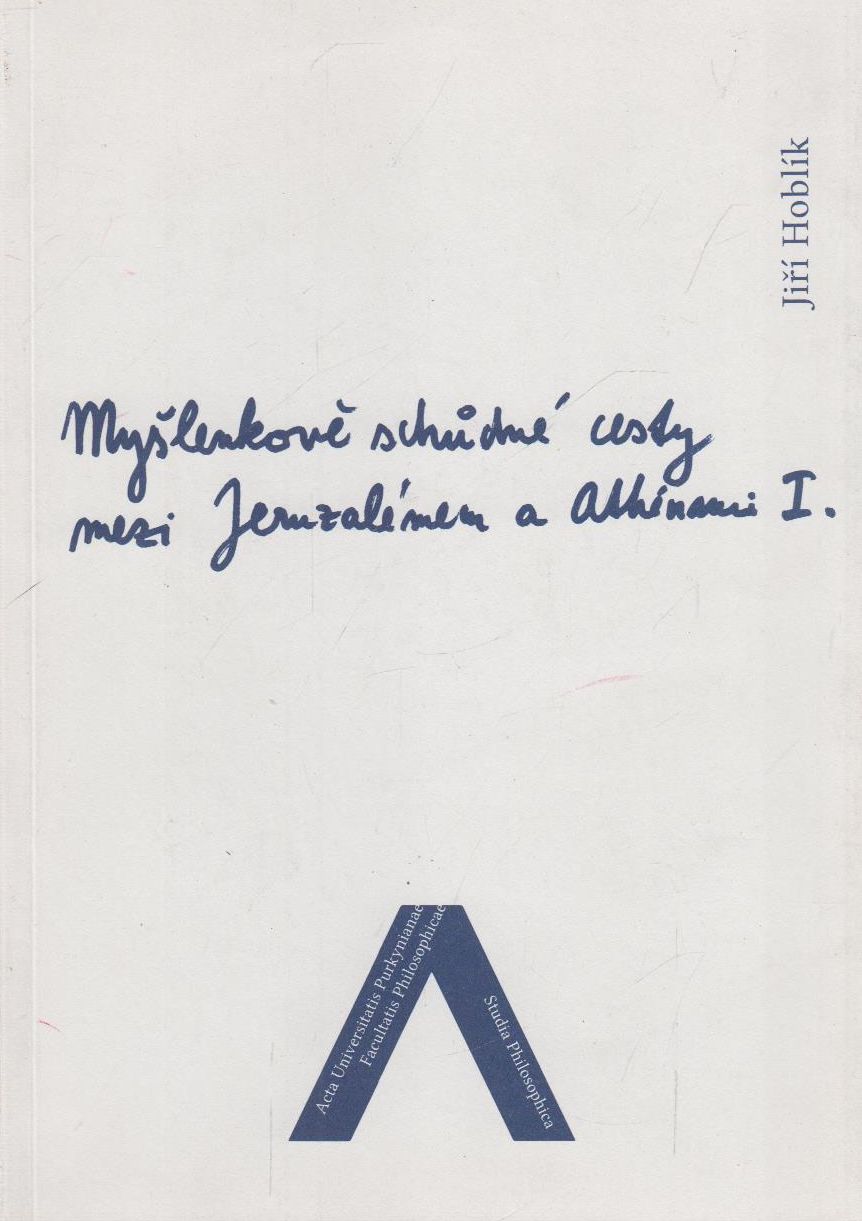 Jiří Hoblík
Myšlenkově schůdné cesty
mezi Jeruzalémem a Athénami I.
Acta Universitatis Purkynianae
Facultatis Philosophicae
Studia Philosophica